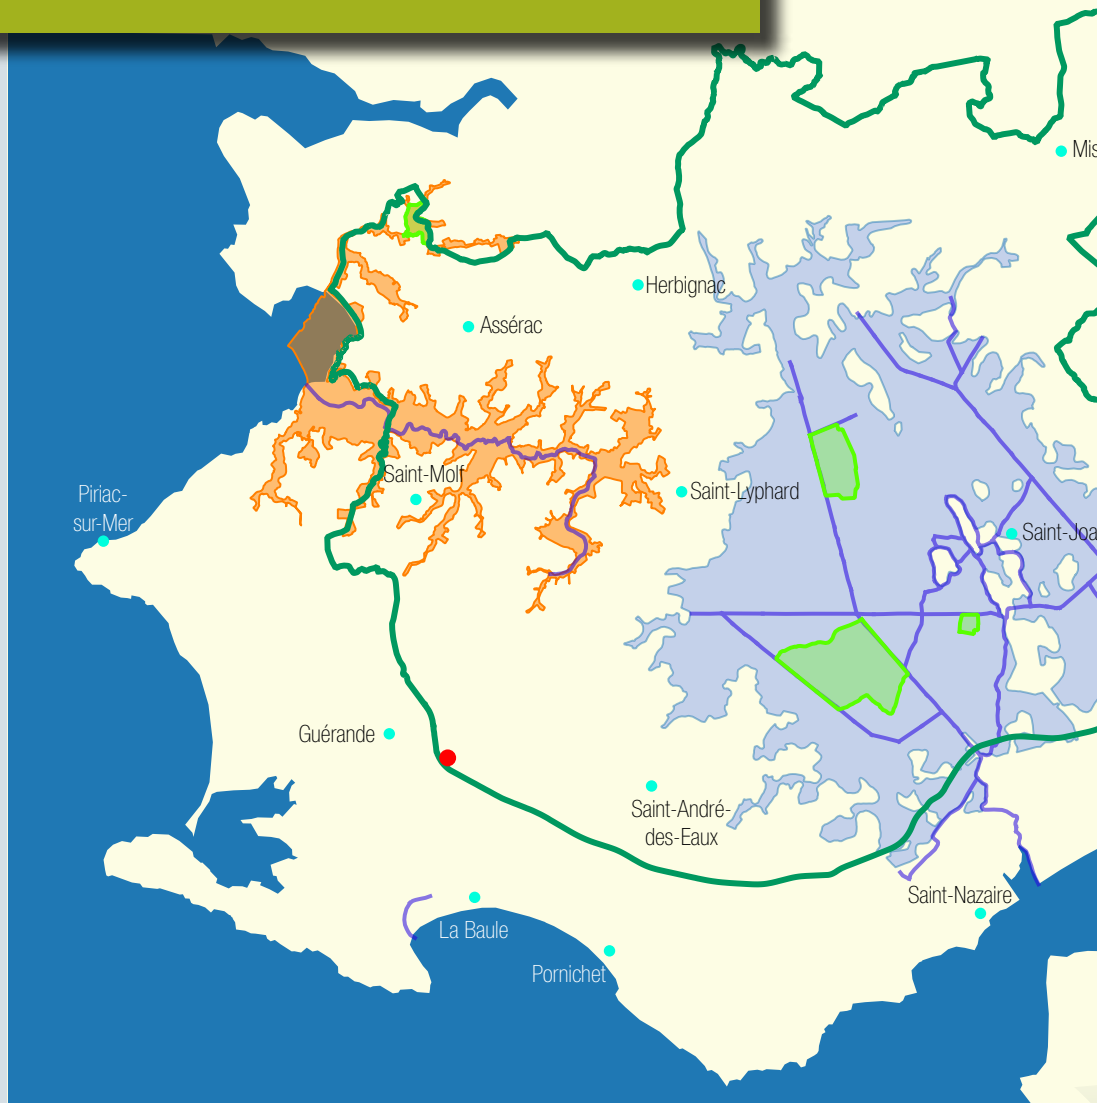 Herbignac
Assérac
Saint-Molf
Saint-Lyphard
Piriac-
sur-Mer
Guérande
Saint-André-
des-Eaux
Saint-Nazaire
La Baule
Pornichet